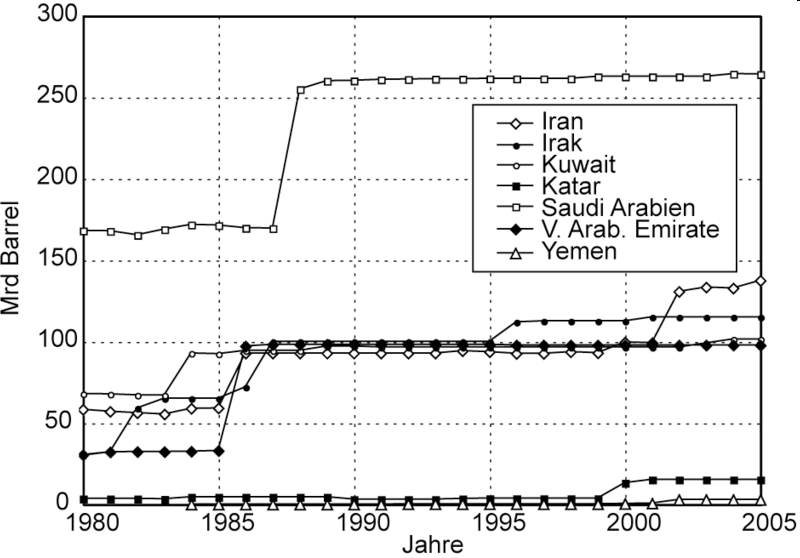 300
250
200
150
100
50
0
Mrd Barrel
Iran
Irak
Kuwait
Katar
Saudi Arabien
V. Arab. Emirate
Yemen
1980 1985 1990 1995 2000 2005
Jahre